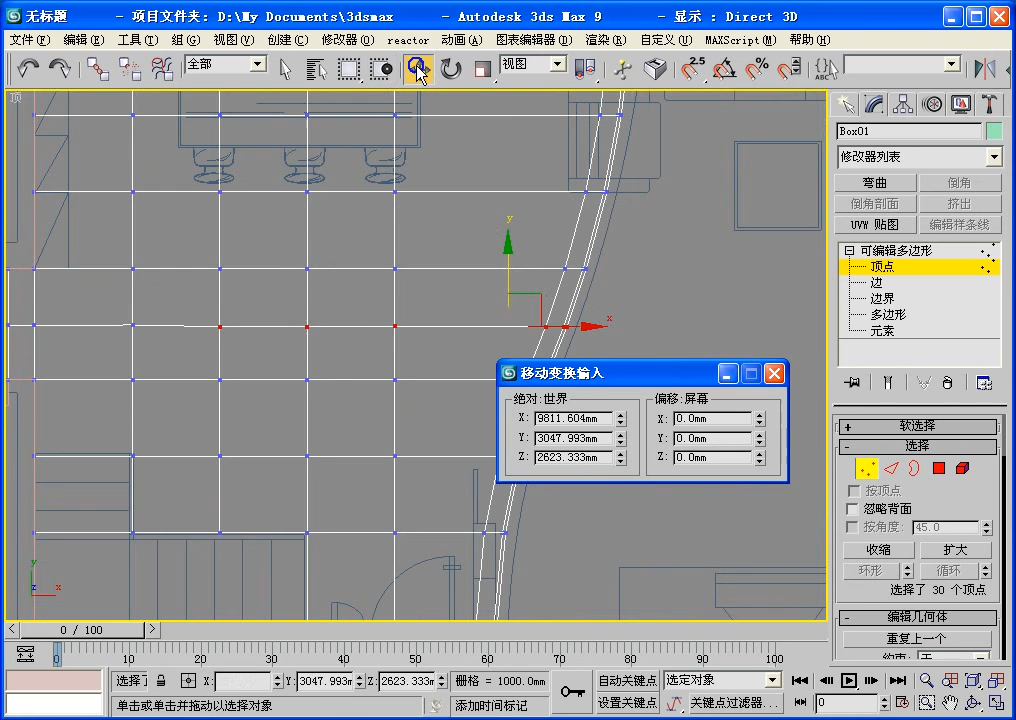 无标题 - 项目文件夹: D:\My Documents\3dsmax - Autodesk 3ds Max 9 - 显示 : Direct 3D
文件(F) 编辑(E) 工具(T) 组(G) 视图(V) 创建(C) 修改器(O) reactor 动画(A) 图表编辑器(D) 渲染(R) 自定义(U) MAXScript(M) 帮助(H)
全部 视图 2.5 % ABC
顶
Box01
修改器列表
弯曲 倒角
倒角剖面 挤出
UVW 贴图 编辑样条线
可编辑多边形
顶点
边
边界
多边形
元素
y
x
移动变换输入
绝对:世界 偏移:屏幕
X: 9811.604mm X: 0.0mm
Y: 3047.993mm Y: 0.0mm
Z: 2623.333mm Z: 0.0mm
+ 软选择
- 选择
按顶点
忽略背面
按角度: 45.0
收缩 扩大
环形 循环
选择了 30 个顶点
- 编辑几何体
重复上一个
约束: 无
y
z x
< 0 / 100 >
0 10 20 30 40 50 60 70 80 90 100
选择了 X: Y: 3047.993m Z: 2623.333m 栅格 = 1000.0mm 自动关键点 选定对象
单击或单击并拖动以选择对象 添加时间标记 设置关键点 关键点过滤器... 0